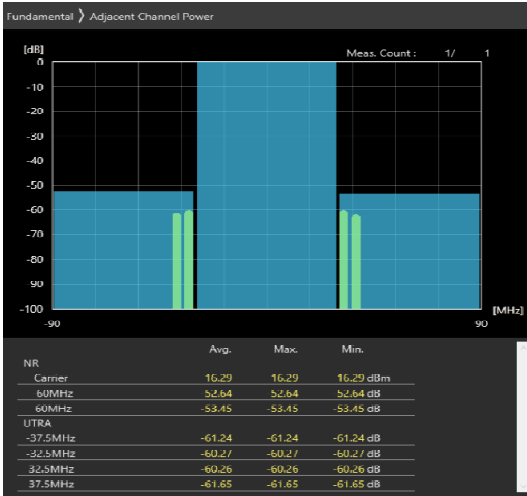 Fundamental ❯ Adjacent Channel Power
[dB]
Meas. Count : 1/ 1
0
-10
-20
-30
-40
-50
-60
-70
-80
90
-100
[MHz]
-90
90
Avg. Max. Min.
NR
Carrier 16.29 16.29 16.29 dBm
60MHz 52.64 52.64 52.64 dB
60MHz -53.45 -53.45 -53.45 dB
UTRA
-37.5MHz -61.24 -61.24 -61.24 dB
-32.5MHz -60.27 -60.27 -60.27 dB
32.5MHz -60.26 -60.26 -60.26 dB
37.5MHz -61.65 -61.65 -61.65 dB